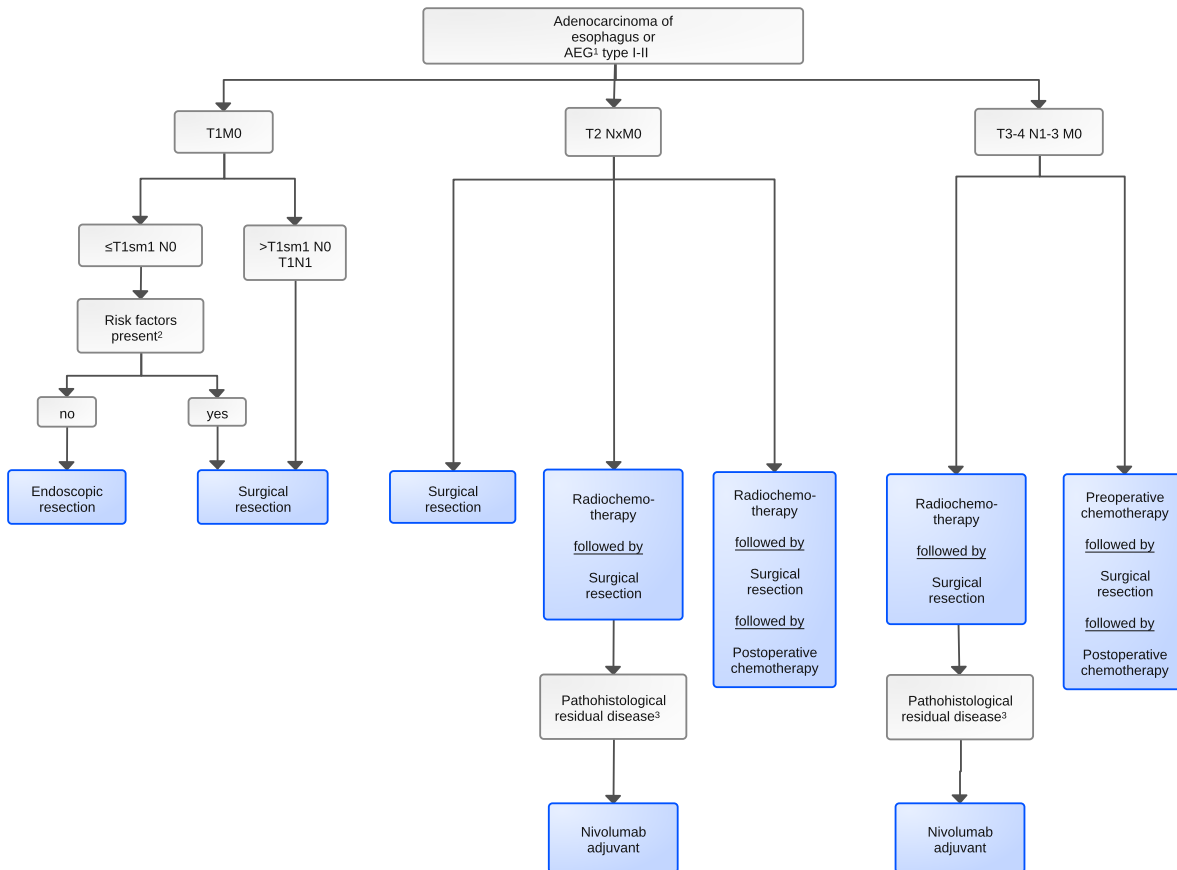 Adenocarcinoma of
esophagus or
AEG¹ type I-II
T1M0
T2 NxM0
T3-4 N1-3 M0
≤T1sm1 N0
>T1sm1 N0
T1N1
Risk factors
present²
no
yes
Endoscopic
resection
Surgical
resection
Surgical
resection
Radiochemo-
therapy
followed by
Surgical
resection
Radiochemo-
therapy
followed by
Surgical
resection
followed by
Postoperative
chemotherapy
Radiochemo-
therapy
followed by
Surgical
resection
Preoperative
chemotherapy
followed by
Surgical
resection
followed by
Postoperative
chemotherapy
Pathohistological
residual disease³
Pathohistological
residual disease³
Nivolumab
adjuvant
Nivolumab
adjuvant